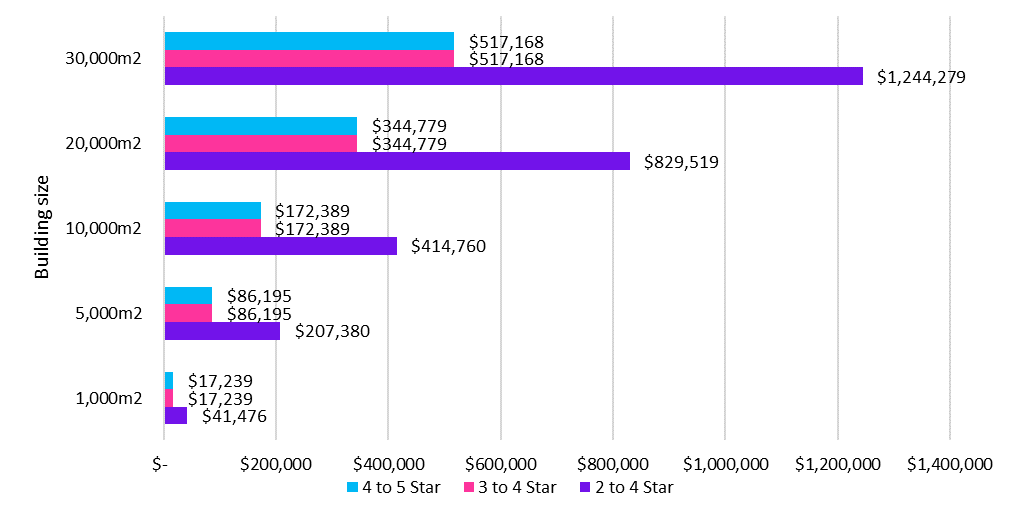 Building size
30,000m2
$517,168
$517,168
$1,244,279
20,000m2
$344,779
$344,779
$829,519
10,000m2
$172,389
$172,389
$414,760
5,000m2
$86,195
$86,195
$207,380
1,000m2
$17,239
$17,239
$41,476
$- $200,000 $400,000 $600,000 $800,000 $1,000,000 $1,200,000 $1,400,000
4 to 5 Star 3 to 4 Star 2 to 4 Star